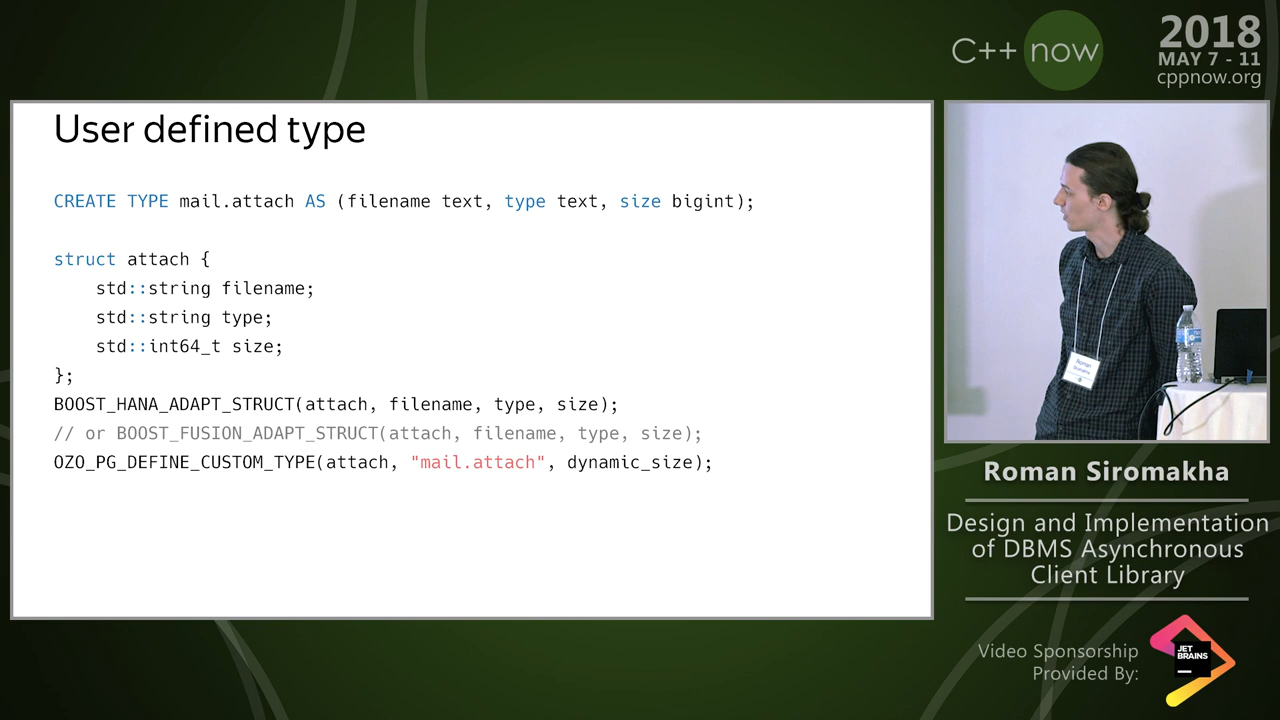 C++ now
2018
MAY 7 - 11
cppnow.org
User defined type
CREATE TYPE mail.attach AS (filename text, type text, size bigint);
struct attach {
    std::string filename;
    std::string type;
    std::int64_t size;
};
BOOST_HANA_ADAPT_STRUCT(attach, filename, type, size);
// or BOOST_FUSION_ADAPT_STRUCT(attach, filename, type, size);
OZO_PG_DEFINE_CUSTOM_TYPE(attach, "mail.attach", dynamic_size);
Roman
Siromakha
Roman Siromakha
Design and Implementation
of DBMS Asynchronous
Client Library
Video Sponsorship
Provided By:
JET
BRAINS